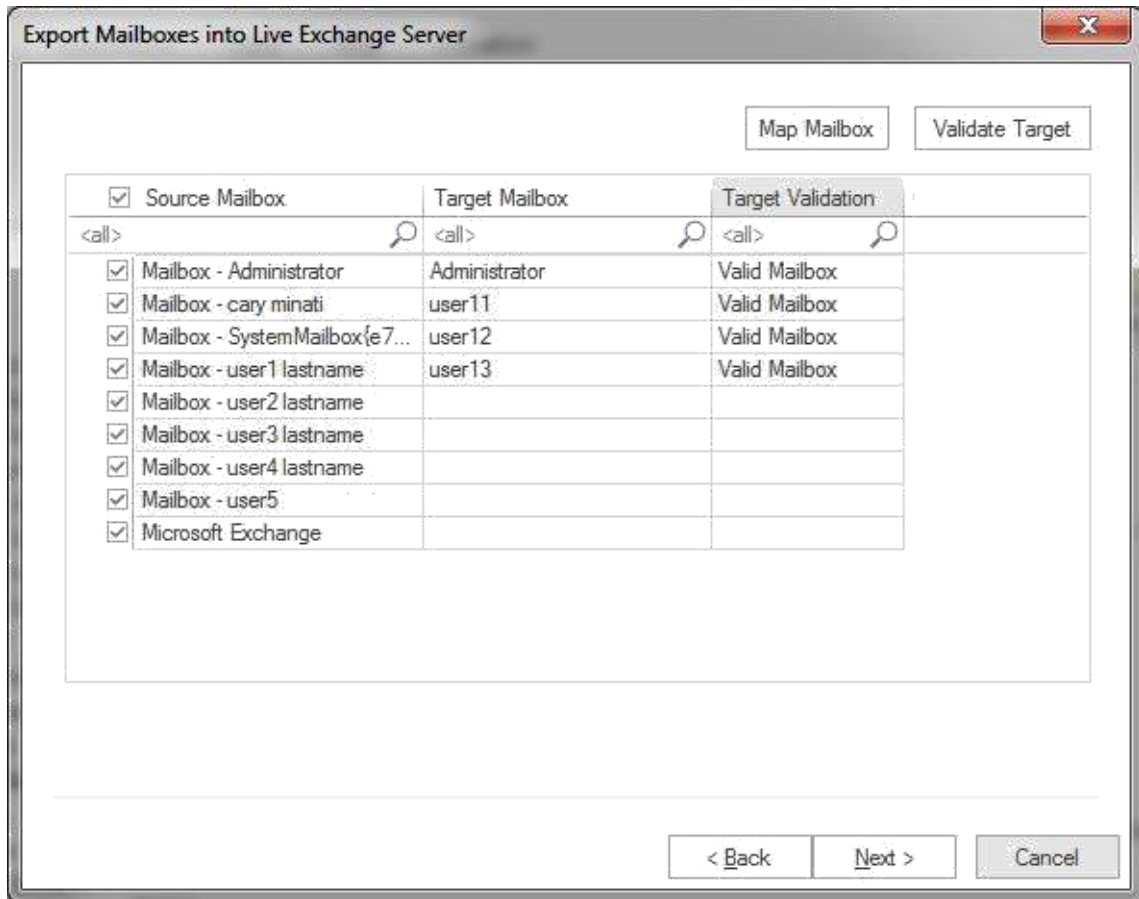 Export Mailboxes into Live Exchange Server
Map Mailbox Validate Target
Source Mailbox Target Mailbox Target Validation
<all> <all> <all>
Mailbox - Administrator Administrator Valid Mailbox
Mailbox - cary minati user11 Valid Mailbox
Mailbox - SystemMailbox{e7... user12 Valid Mailbox
Mailbox - user1 lastname user13 Valid Mailbox
Mailbox - user2 lastname
Mailbox - user3 lastname
Mailbox - user4 lastname
Mailbox - user5
Microsoft Exchange
< Back Next > Cancel